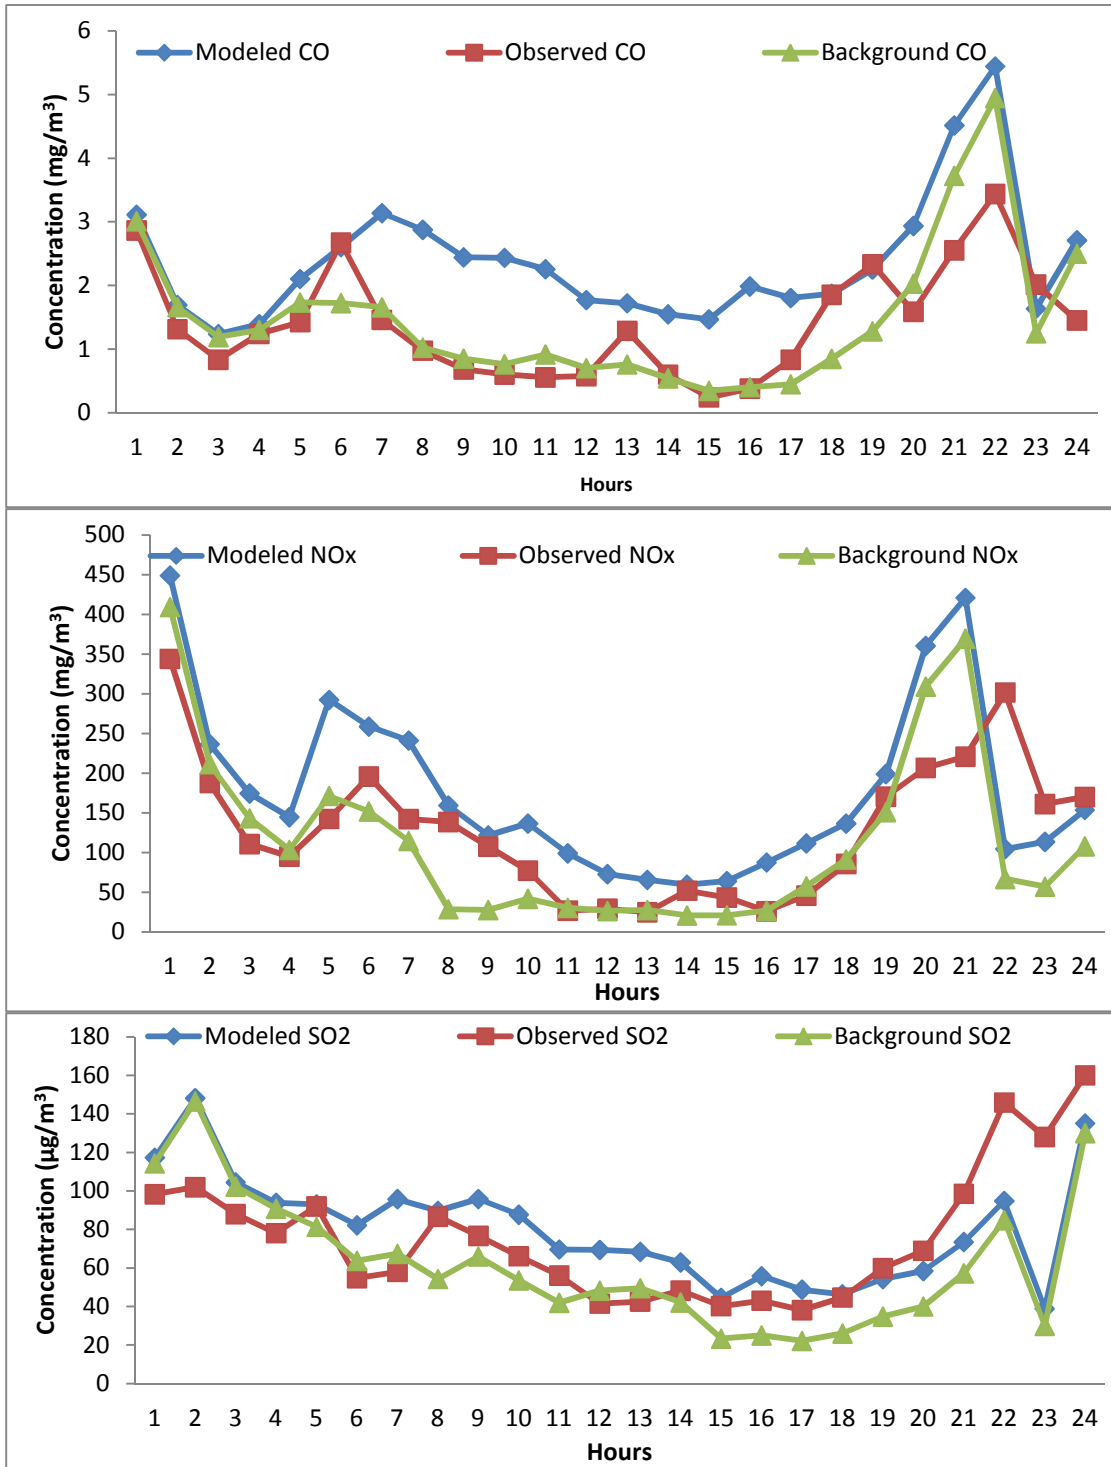 6
Modeled CO Observed CO Background CO
5
4
3
2
1
0
Concentration (mg/m³)
1 2 3 4 5 6 7 8 9 10 11 12 13 14 15 16 17 18 19 20 21 22 23 24
Hours
500
Modeled NOx Observed NOx Background NOx
450
400
350
300
250
200
150
100
50
0
Concentration (mg/m³)
1 2 3 4 5 6 7 8 9 10 11 12 13 14 15 16 17 18 19 20 21 22 23 24
Hours
180
Modeled SO2 Observed SO2 Background SO2
160
140
120
100
80
60
40
20
0
Concentration (µg/m³)
1 2 3 4 5 6 7 8 9 10 11 12 13 14 15 16 17 18 19 20 21 22 23 24
Hours